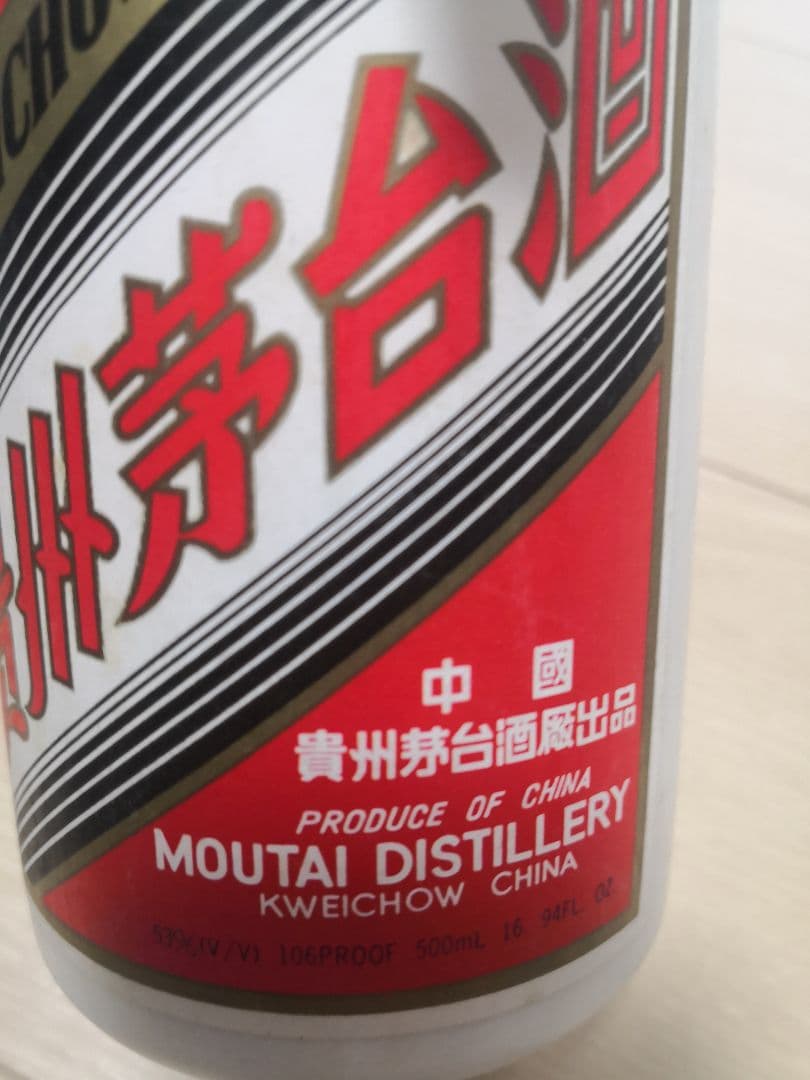 貴州茅台酒
中國
貴州茅台酒廠出品
PRODUCE OF CHINA
MOUTAI DISTILLERY
KWEICHOW CHINA
53%(V/V) 106PROOF 500mL 16 94FL. OZ.